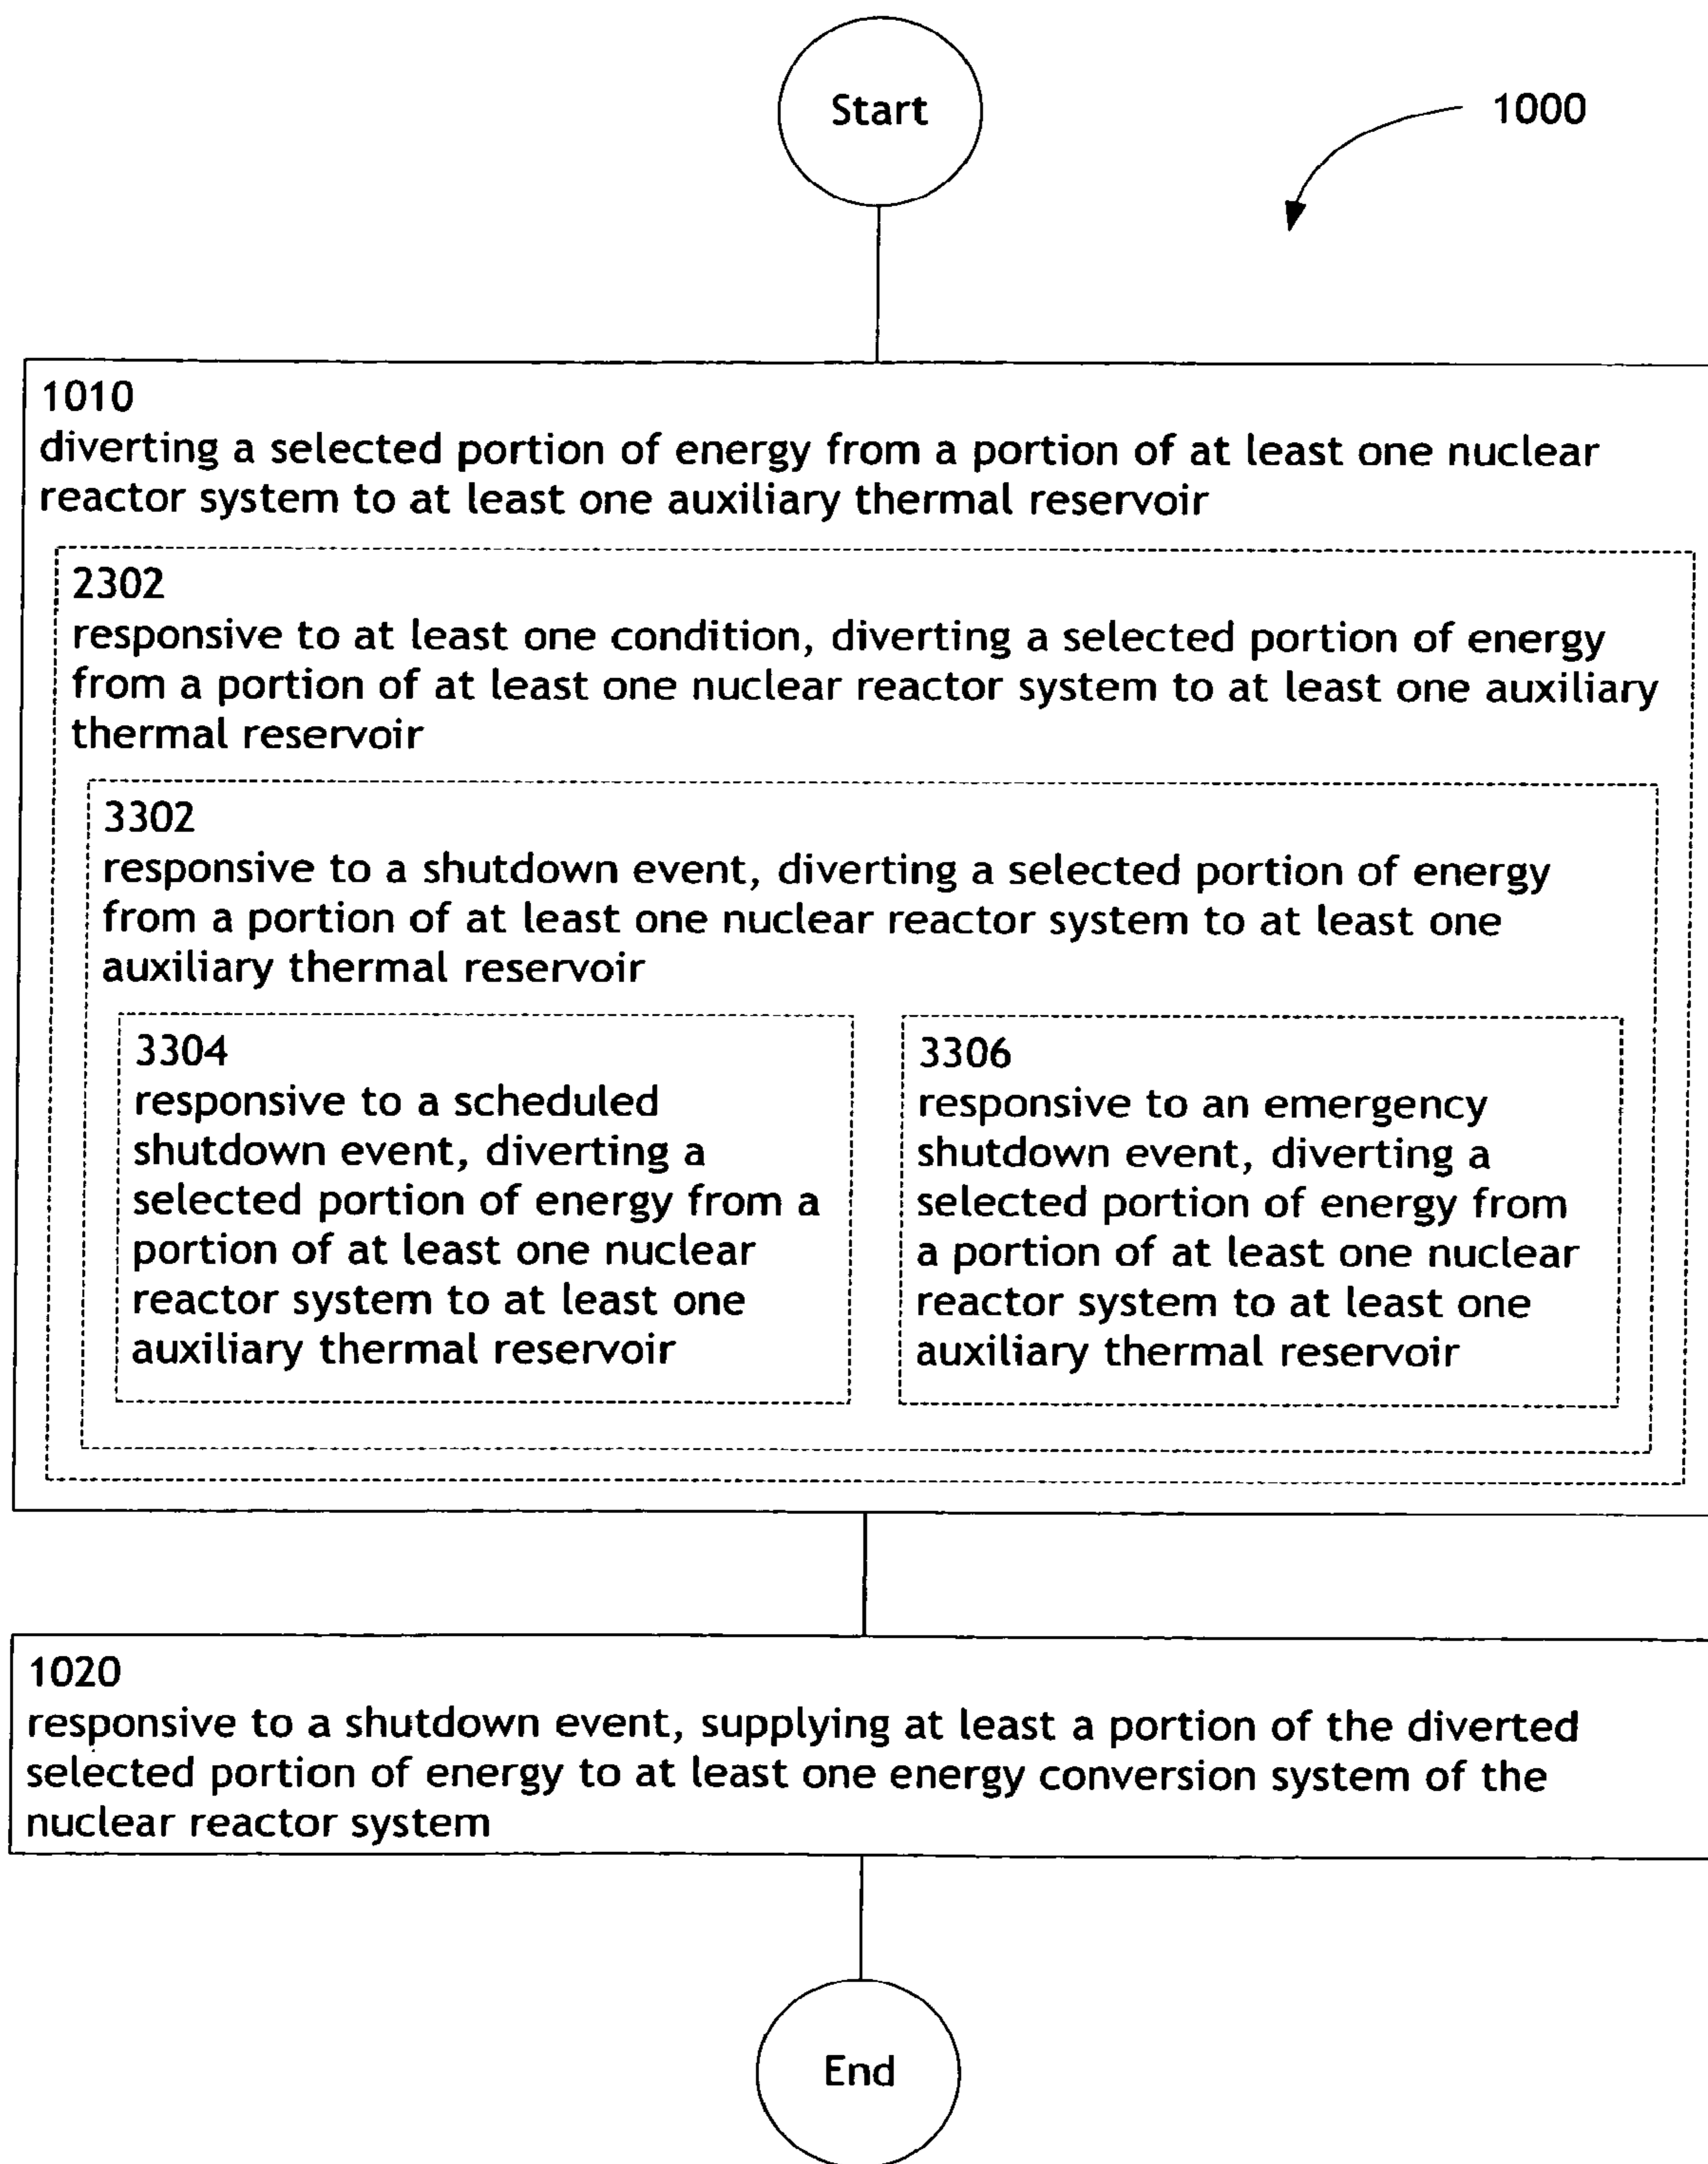 Start
1000
1010
diverting a selected portion of energy from a portion of at least one nuclear
reactor system to at least one auxiliary thermal reservoir
2302
responsive to at least one condition, diverting a selected portion of energy
from a portion of at least one nuclear reactor system to at least one auxiliary
thermal reservoir
3302
responsive to a shutdown event, diverting a selected portion of energy
from a portion of at least one nuclear reactor system to at least one
auxiliary thermal reservoir
3304
responsive to a scheduled
shutdown event, diverting a
selected portion of energy from a
portion of at least one nuclear
reactor system to at least one
auxiliary thermal reservoir
3306
responsive to an emergency
shutdown event, diverting a
selected portion of energy from
a portion of at least one nuclear
reactor system to at least one
auxiliary thermal reservoir
1020
responsive to a shutdown event, supplying at least a portion of the diverted
selected portion of energy to at least one energy conversion system of the
nuclear reactor system
End